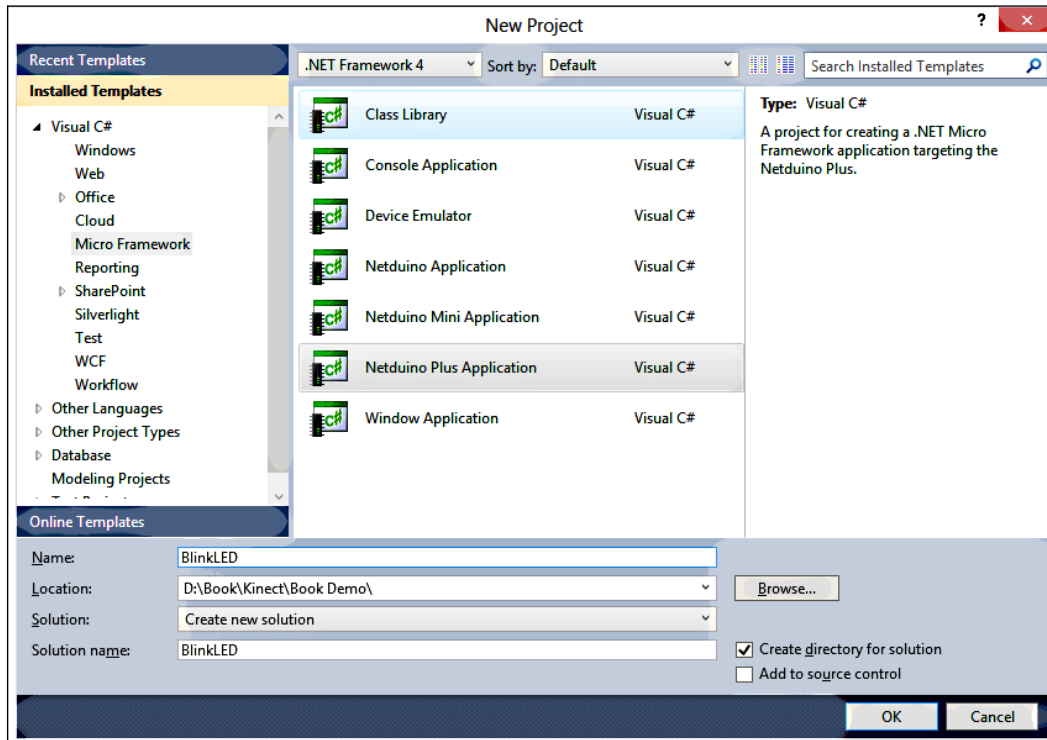 New Project
?
Recent Templates
Installed Templates
Visual C#
Windows
Web
Office
Cloud
Micro Framework
Reporting
SharePoint
Silverlight
Test
WCF
Workflow
Other Languages
Other Project Types
Database
Modeling Projects
Online Templates
.NET Framework 4 Sort by: Default Search Installed Templates
Class Library Visual C#
Console Application Visual C#
Device Emulator Visual C#
Netduino Application Visual C#
Netduino Mini Application Visual C#
Netduino Plus Application Visual C#
Window Application Visual C#
Type: Visual C#
A project for creating a .NET Micro
Framework application targeting the
Netduino Plus.
Name: BlinkLED
Location: D:\Book\Kinect\Book Demo\ Browse...
Solution: Create new solution
Solution name: BlinkLED
Create directory for solution
Add to source control
OK Cancel